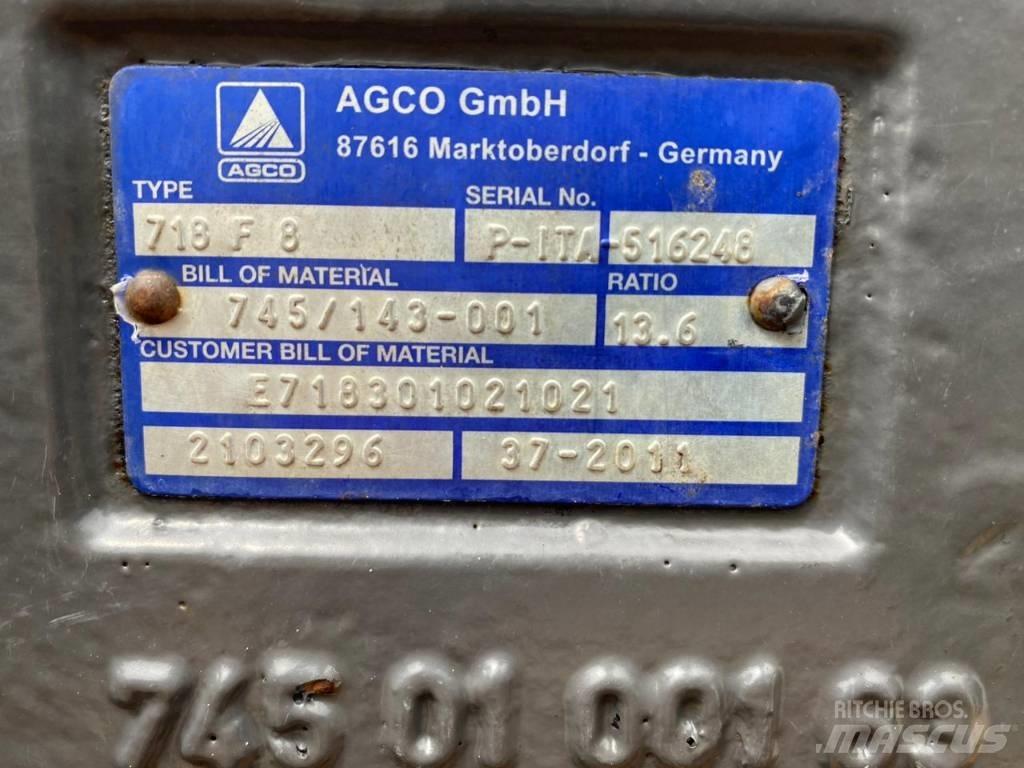 AGCO GmbH
87616 Marktoberdorf - Germany
AGCO
TYPE SERIAL No.
718 F 8 P-ITA-516248
BILL OF MATERIAL RATIO
745/143-001 13.6
CUSTOMER BILL OF MATERIAL
E718301021021
2103296 37-2011
745 01 001 00
RITCHIE BROS.
MASCUS